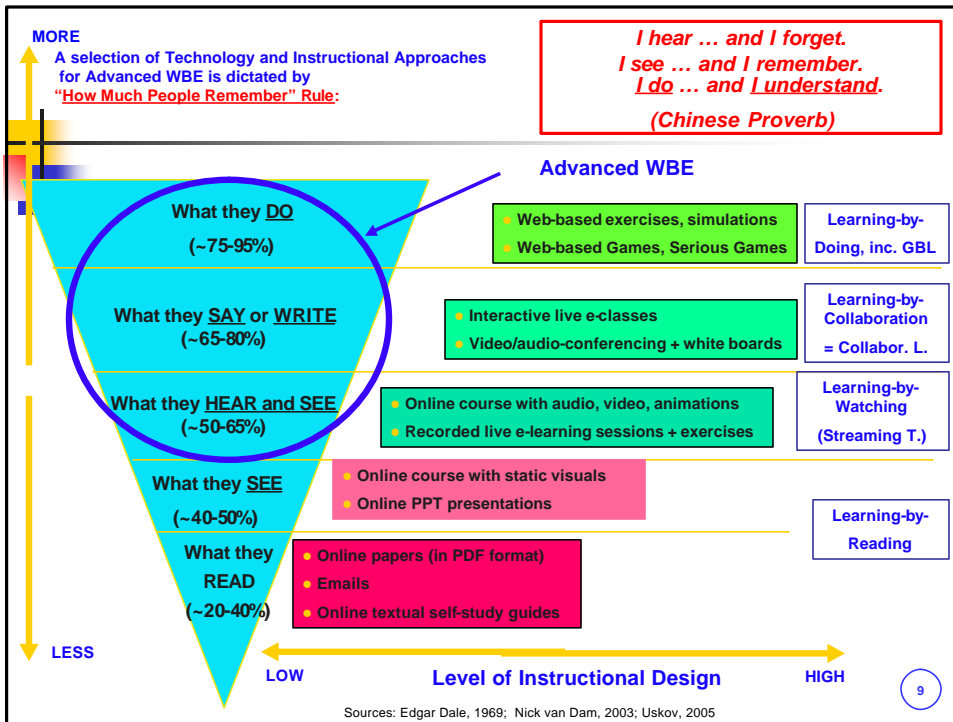 MORE
A selection of Technology and Instructional Approaches
for Advanced WBE is dictated by
“How Much People Remember” Rule:
I hear … and I forget.
I see … and I remember.
I do … and I understand.
(Chinese Proverb)
Advanced WBE
What they DO
(~75-95%)
● Web-based exercises, simulations
● Web-based Games, Serious Games
Learning-by-
Doing, inc. GBL
What they SAY or WRITE
(~65-80%)
● Interactive live e-classes
● Video/audio-conferencing + white boards
Learning-by-
Collaboration
= Collabor. L.
What they HEAR and SEE
(~50-65%)
● Online course with audio, video, animations
● Recorded live e-learning sessions + exercises
Learning-by-
Watching
(Streaming T.)
What they SEE
(~40-50%)
● Online course with static visuals
● Online PPT presentations
Learning-by-
Reading
What they
READ
(~20-40%)
● Online papers (in PDF format)
● Emails
● Online textual self-study guides
LESS
LOW
Level of Instructional Design
HIGH
9
Sources: Edgar Dale, 1969; Nick van Dam, 2003; Uskov, 2005